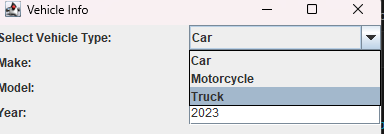 Vehicle Info
Select Vehicle Type: Car
Car
Make:
Motorcycle
Model:
Truck
Year: 2023